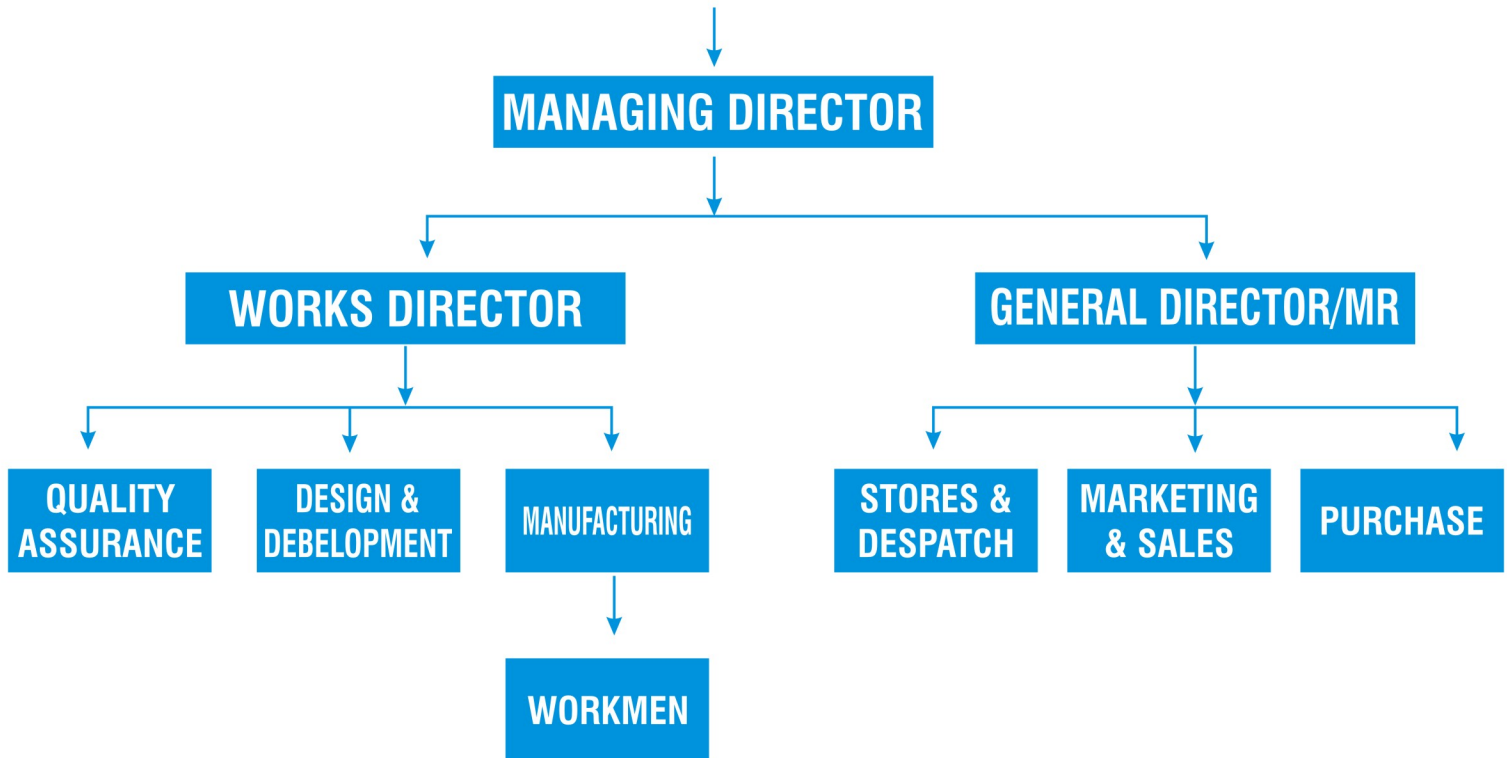 MANAGING DIRECTOR
WORKS DIRECTOR
GENERAL DIRECTOR/MR
QUALITY
ASSURANCE
DESIGN &
DEBELOPMENT
MANUFACTURING
STORES &
DESPATCH
MARKETING
& SALES
PURCHASE
WORKMEN